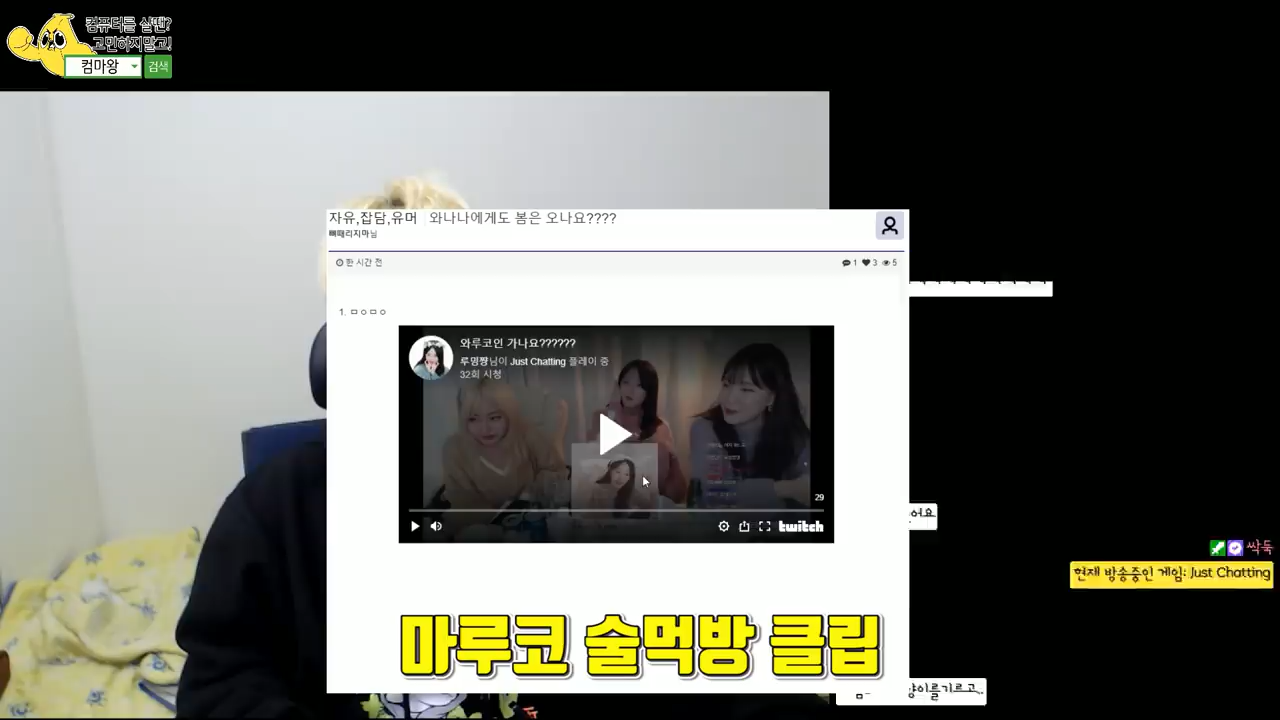 컴퓨터를 살땐?
고민하지말고!
컴마왕 검색
자유,잡담,유머 와나나에게도 봄은 오나요????
뼈때리지마님
한 시간 전 1 3 5
1. ㅁㅇㅁㅇ
와루코인 가나요??????
루밍짱님이 Just Chatting 플레이 중
32회 시청
29
twitch
어요
싹둑
현재 방송중인 게임: Just Chatting
마루코 술먹방 클립
냥이를기르고..